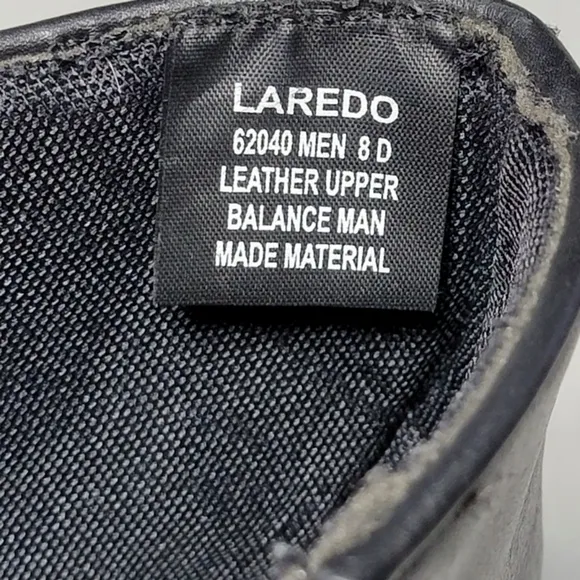 LAREDO
62040 MEN 8 D
LEATHER UPPER
BALANCE MAN
MADE MATERIAL